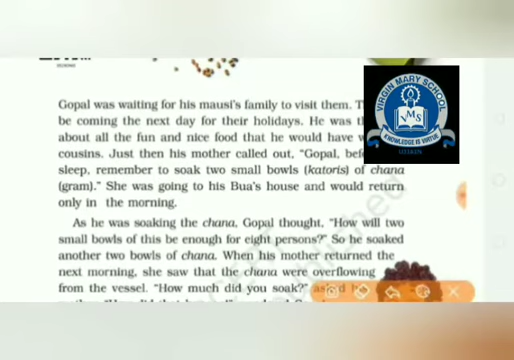 VIRGIN MARY SCHOOL
VMS
KNOWLEDGE IS VIRTUE
Gopal was waiting for his mausi's family to visit them.
be coming the next day for their holidays. He was
about all the fun and nice food that he would have
cousins. Just then his mother called out, "Gopal,
sleep, remember to soak two small bowls (katoris) of chana
(gram)." She was going to his Bua's house and would return
only in the morning.
As he was soaking the chana, Gopal thought, "How will two
small bowls of this be enough for eight persons?" So he soaked
another two bowls of chana. When his mother returned the
next morning, she saw that the chana were overflowing
from the vessel. "How much did you soak?"